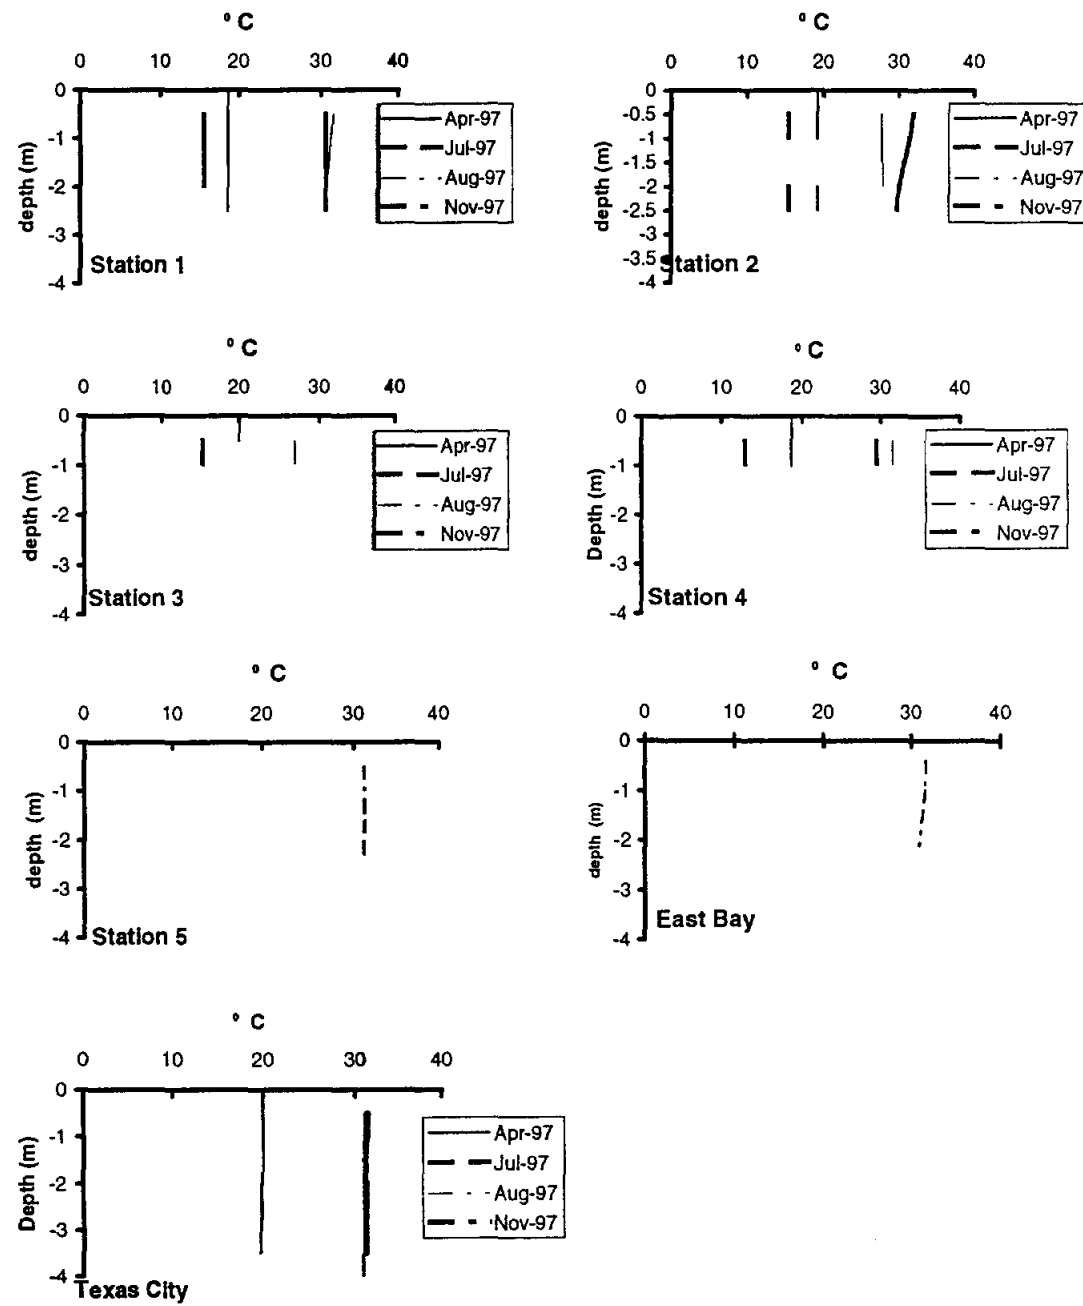 ° C
0 10 20 30 40
0
-1
-2
-3
-4
depth (m)
Apr-97
Jul-97
Aug-97
Nov-97
Station 1
° C
0 10 20 30 40
0
-0.5
-1
-1.5
-2
-2.5
-3
-3.5
-4
depth (m)
Apr-97
Jul-97
Aug-97
Nov-97
Station 2
° C
0 10 20 30 40
0
-1
-2
-3
-4
depth (m)
Apr-97
Jul-97
Aug-97
Nov-97
Station 3
° C
0 10 20 30 40
0
-1
-2
-3
-4
Depth (m)
Apr-97
Jul-97
Aug-97
Nov-97
Station 4
° C
0 10 20 30 40
0
-1
-2
-3
-4
depth (m)
Station 5
° C
0 10 20 30 40
0
-1
-2
-3
-4
depth (m)
East Bay
° C
0 10 20 30 40
0
-1
-2
-3
-4
Depth (m)
Apr-97
Jul-97
Aug-97
Nov-97
Texas City